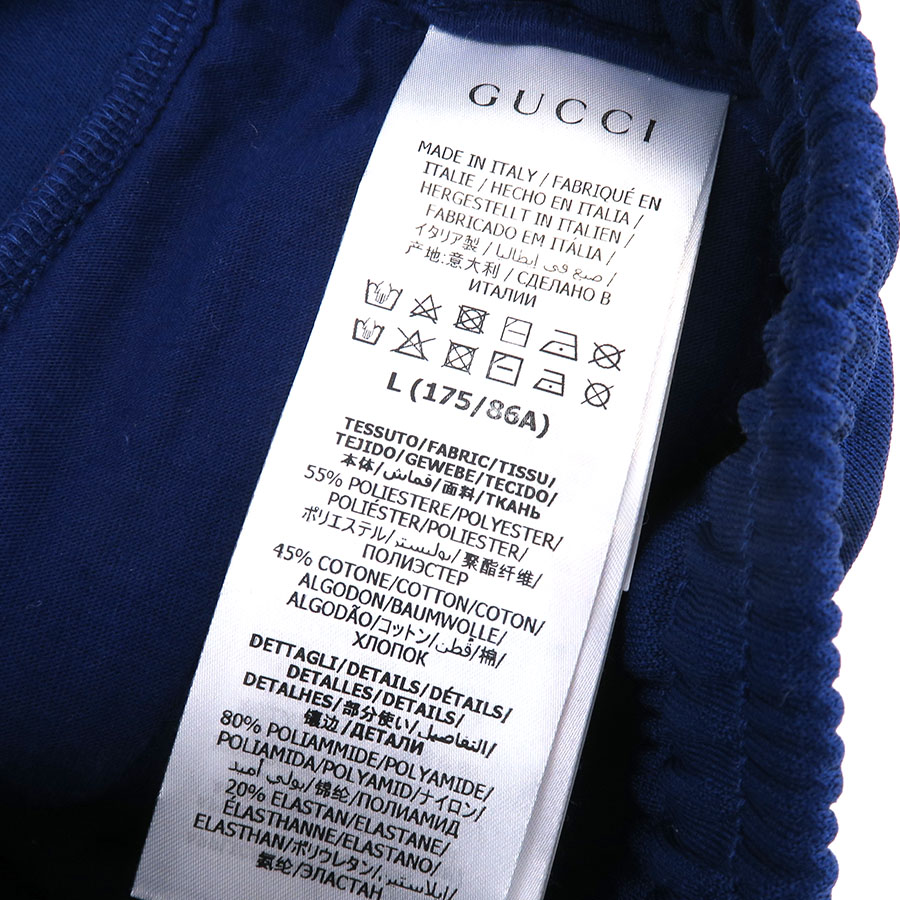 GUCCI
MADE IN ITALY / FABRIQUÉ EN
ITALIE / HECHO EN ITALIA /
HERGESTELLT IN ITALIEN /
FABRICADO EM ITÁLIA /
イタリア製 / صنع في إيطاليا /
产地:意大利 / СДЕЛАНО В
ИТАЛИИ
L (175/86A)
TESSUTO/FABRIC/TISSU/
TEJIDO/GEWEBE/TECIDO/
本体/قماش/面料/ТКАНЬ
55% POLIESTERE/POLYESTER/
POLIÉSTER/POLYESTER/
ポリエステル/بوليستر/聚酯纤维/
ПОЛИЭСТЕР
45% COTONE/COTTON/COTON/
ALGODON/BAUMWOLLE/
ALGODÃO/コットン/قطن/棉/
ХЛОПОК
DETTAGLI/DETAILS/DÉTAILS/
DETALLES/DETAILS/
DETALHES/部分使い/التفاصيل/
镶边/ДЕТАЛИ
80% POLIAMMIDE/POLYAMIDE/
POLIAMIDA/POLYAMID/ナイロン/
بولي أميد/锦纶/ПОЛИАМИД
20% ELASTAN/ELASTANE/
ÉLASTHANNE/ELASTANO/
ELASTHAN/ポリウレタン/إيلاستين/
氨纶/ЭЛАСТАН